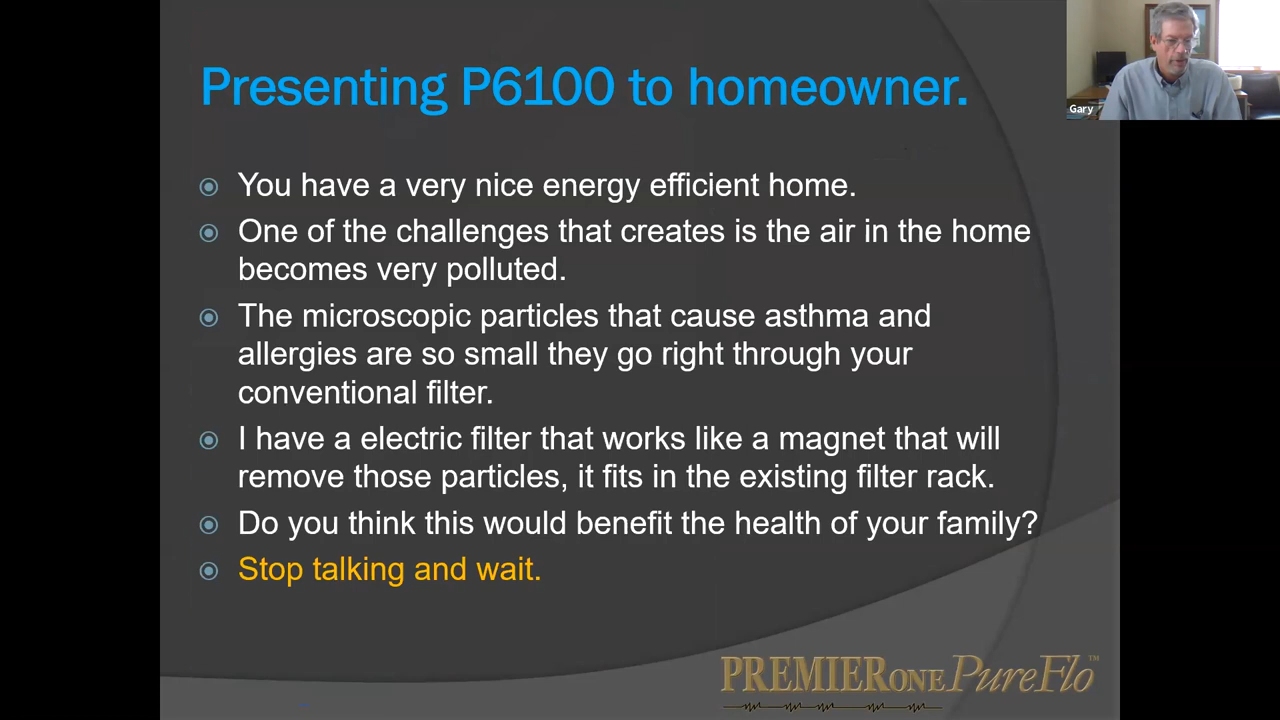 Presenting P6100 to homeowner.
Gary
You have a very nice energy efficient home.
One of the challenges that creates is the air in the home
becomes very polluted.
The microscopic particles that cause asthma and
allergies are so small they go right through your
conventional filter.
I have a electric filter that works like a magnet that will
remove those particles, it fits in the existing filter rack.
Do you think this would benefit the health of your family?
Stop talking and wait.
PREMIER ONE PureFlo™